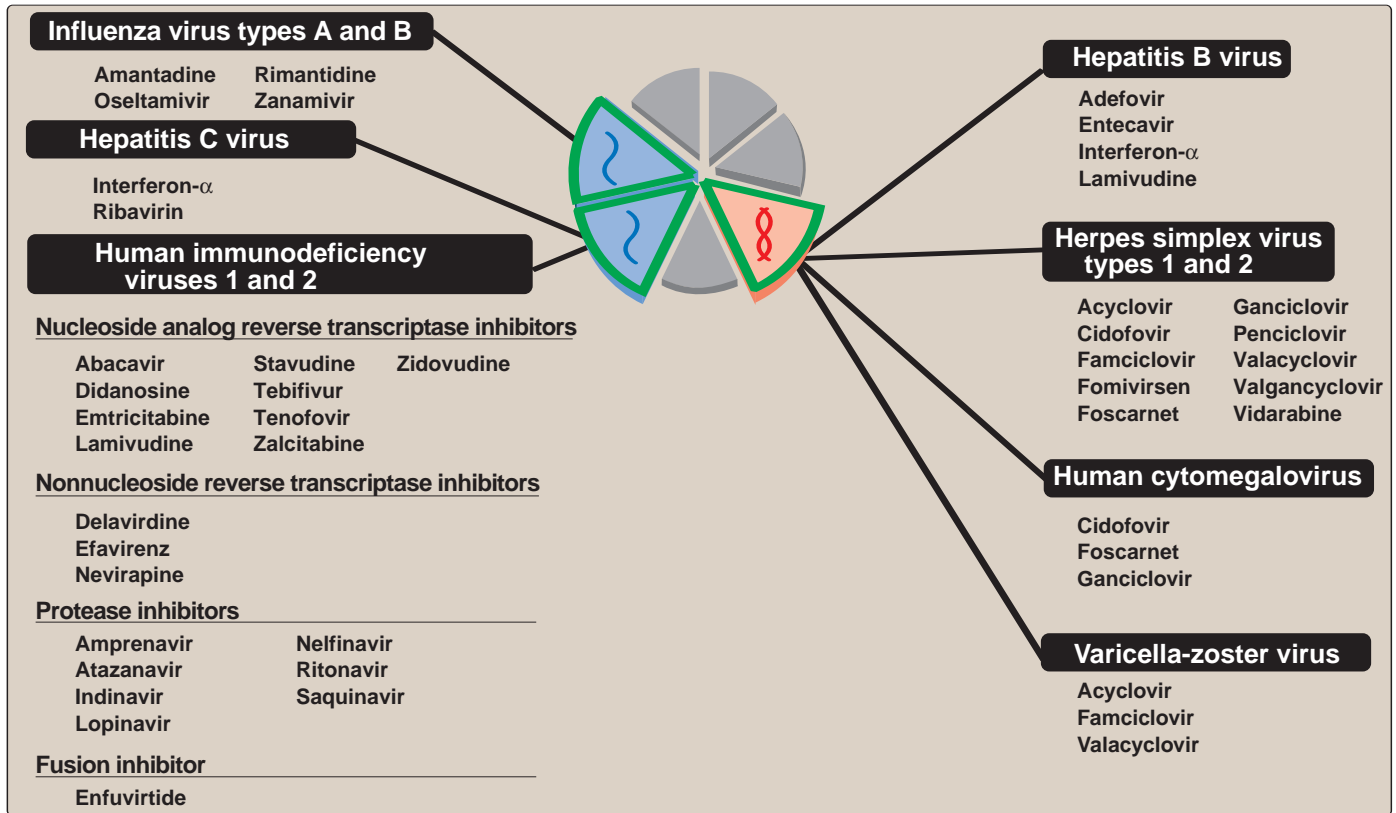 Influenza virus types A and B
Amantadine Rimantidine
Oseltamivir Zanamivir
Hepatitis C virus
Interferon-α
Ribavirin
Human immunodeficiency
viruses 1 and 2
Nucleoside analog reverse transcriptase inhibitors
Abacavir Stavudine Zidovudine
Didanosine Tebifivur
Emtricitabine Tenofovir
Lamivudine Zalcitabine
Nonnucleoside reverse transcriptase inhibitors
Delavirdine
Efavirenz
Nevirapine
Protease inhibitors
Amprenavir Nelfinavir
Atazanavir Ritonavir
Indinavir Saquinavir
Lopinavir
Fusion inhibitor
Enfuvirtide
Hepatitis B virus
Adefovir
Entecavir
Interferon-α
Lamivudine
Herpes simplex virus
types 1 and 2
Acyclovir Ganciclovir
Cidofovir Penciclovir
Famciclovir Valacyclovir
Fomivirsen Valgancyclovir
Foscarnet Vidarabine
Human cytomegalovirus
Cidofovir
Foscarnet
Ganciclovir
Varicella-zoster virus
Acyclovir
Famciclovir
Valacyclovir